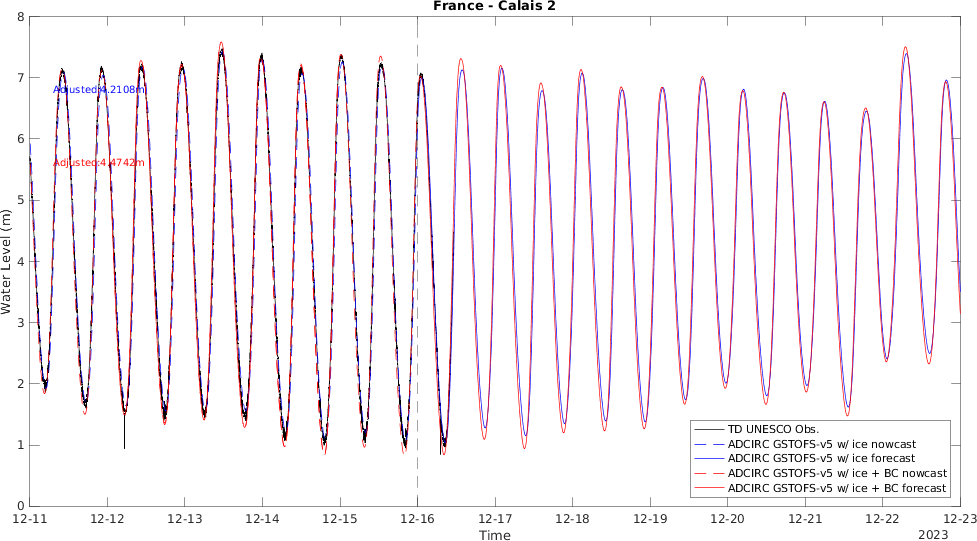 France - Calais 2
8
7
Adjusted:4.2108m
6
Adjusted:4.4742m
5
4
3
2
1
0
Water Level (m)
TD UNESCO Obs.
ADCIRC GSTOFS-v5 w/ ice nowcast
ADCIRC GSTOFS-v5 w/ ice forecast
ADCIRC GSTOFS-v5 w/ ice + BC nowcast
ADCIRC GSTOFS-v5 w/ ice + BC forecast
12-11 12-12 12-13 12-14 12-15 12-16 12-17 12-18 12-19 12-20 12-21 12-22 12-23
Time
2023